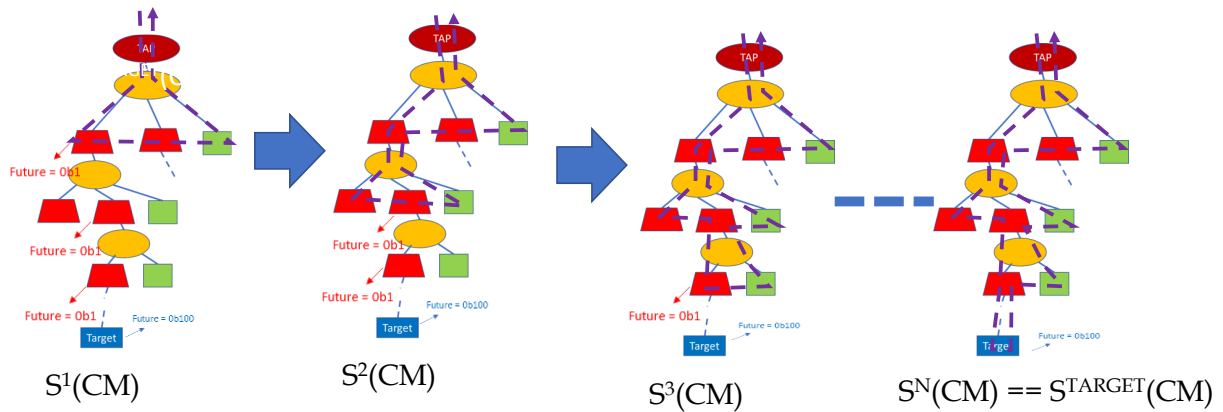 TAP
Future = 0b1
Future = 0b1
Future = 0b1
Future = 0b100
Target
S¹(CM)
TAP
Future = 0b1
Future = 0b1
Future = 0b100
Target
S²(CM)
TAP
Future = 0b1
Future = 0b100
Target
S³(CM)
TAP
Future = 0b100
Target
Sᴺ(CM) == Sᵀᴬᴿᴳᴱᵀ(CM)